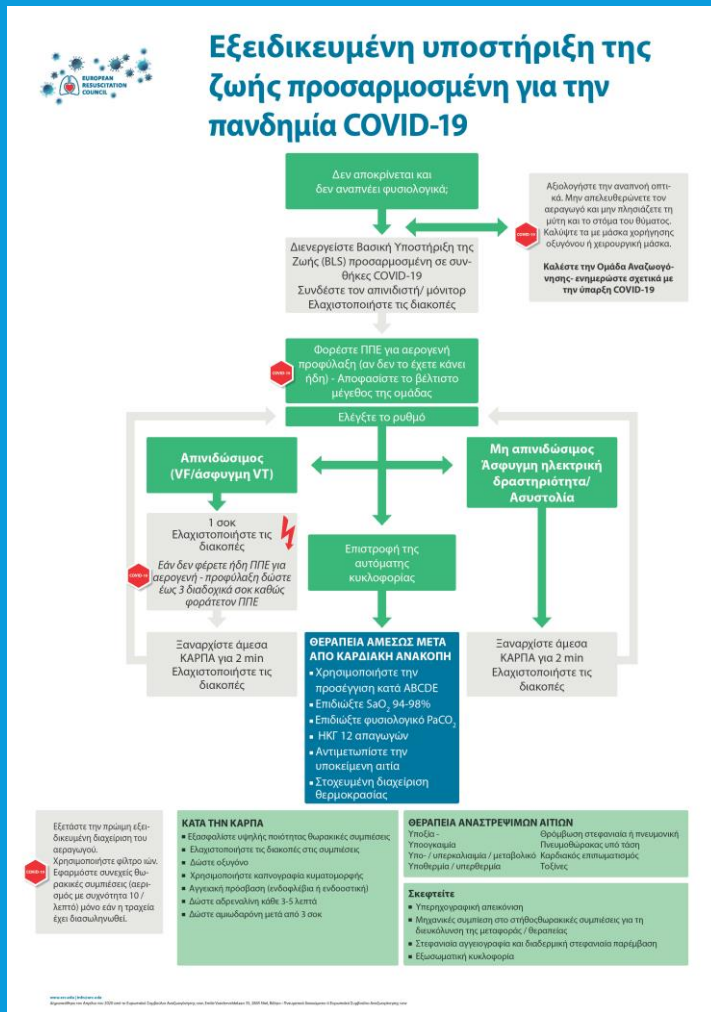 EUROPEAN
RESUSCITATION
COUNCIL
Εξειδικευμένη υποστήριξη της
ζωής προσαρμοσμένη για την
πανδημία COVID-19
Δεν αποκρίνεται και
δεν αναπνέει φυσιολογικά;
Αξιολογήστε την αναπνοή οπτι-
κά. Μην απελευθερώνετε τον
αεραγωγό και μην πλησιάζετε τη
μύτη και το στόμα του θύματος.
Καλύψτε τα με μάσκα χορήγησης
οξυγόνου ή χειρουργική μάσκα.
Καλέστε την Ομάδα Αναζωογό-
νησης- ενημερώστε σχετικά με
την ύπαρξη COVID-19
COVID-19
Διενεργείστε Βασική Υποστήριξη της
Ζωής (BLS) προσαρμοσμένη σε συν-
θήκες COVID-19
Συνδέστε τον απινιδιστή/ μόνιτορ
Ελαχιστοποιήστε τις διακοπές
Φορέστε ΠΠΕ για αερογενή
προφύλαξη (αν δεν το έχετε κάνει
ήδη) - Αποφασίστε το βέλτιστο
μέγεθος της ομάδας
COVID-19
Ελέγξτε το ρυθμό
Απινιδώσιμος
(VF/άσφυγμη VT)
Μη απινιδώσιμος
Άσφυγμη ηλεκτρική
δραστηριότητα/
Ασυστολία
1 σοκ
Ελαχιστοποιήστε τις
διακοπές
Εάν δεν φέρετε ήδη ΠΠΕ για
αερογενή - προφύλαξη δώστε
έως 3 διαδοχικά σοκ καθώς
φοράτετον ΠΠΕ
COVID-19
Επιστροφή της
αυτόματης
κυκλοφορίας
Ξαναρχίστε άμεσα
ΚΑΡΠΑ για 2 min
Ελαχιστοποιήστε τις
διακοπές
ΘΕΡΑΠΕΙΑ ΑΜΕΣΩΣ ΜΕΤΑ
ΑΠΟ ΚΑΡΔΙΑΚΗ ΑΝΑΚΟΠΗ
▪ Χρησιμοποιήστε την
προσέγγιση κατά ABCDE
▪ Επιδιώξτε SaO₂ 94-98%
▪ Επιδιώξτε φυσιολογικό PaCO₂
▪ ΗΚΓ 12 απαγωγών
▪ Αντιμετωπίστε την
υποκείμενη αιτία
▪ Στοχευμένη διαχείριση
θερμοκρασίας
Ξαναρχίστε άμεσα
ΚΑΡΠΑ για 2 min
Ελαχιστοποιήστε τις
διακοπές
Εξετάστε την πρώιμη εξει-
δικευμένη διαχείριση του
αεραγωγού.
Χρησιμοποιήστε φίλτρο ιών.
Εφαρμόστε συνεχείς θω-
ρακικές συμπιέσεις (αερι-
σμός με συχνότητα 10 /
λεπτό) μόνο εάν η τραχεία
έχει διασωληνωθεί.
COVID-19
ΚΑΤΑ ΤΗΝ ΚΑΡΠΑ
▪ Εξασφαλίστε υψηλής ποιότητας θωρακικές συμπιέσεις
▪ Ελαχιστοποιήστε τις διακοπές στις συμπιέσεις
▪ Δώστε οξυγόνο
▪ Χρησιμοποιήστε καπνογραφία κυματομορφής
▪ Αγγειακή πρόσβαση (ενδοφλέβια ή ενδοοστική)
▪ Δώστε αδρεναλίνη κάθε 3-5 λεπτά
▪ Δώστε αμιωδαρόνη μετά από 3 σοκ
ΘΕΡΑΠΕΙΑ ΑΝΑΣΤΡΕΨΙΜΩΝ ΑΙΤΙΩΝ
Υποξία - Θρόμβωση στεφανιαία ή πνευμονική
Υποογκαιμία Πνευμοθώρακας υπό τάση
Υπο- / υπερκαλιαιμία / μεταβολικό Καρδιακός επιπωματισμός
Υποθερμία / υπερθερμία Τοξίνες
Σκεφτείτε
▪ Υπερηχογραφική απεικόνιση
▪ Μηχανικές συμπίεση στο στήθοςθωρακικές συμπιέσεις για τη
διευκόλυνση της μεταφοράς / θεραπείας
▪ Στεφανιαία αγγειογραφία και διαδερμική στεφανιαία παρέμβαση
▪ Εξωσωματική κυκλοφορία